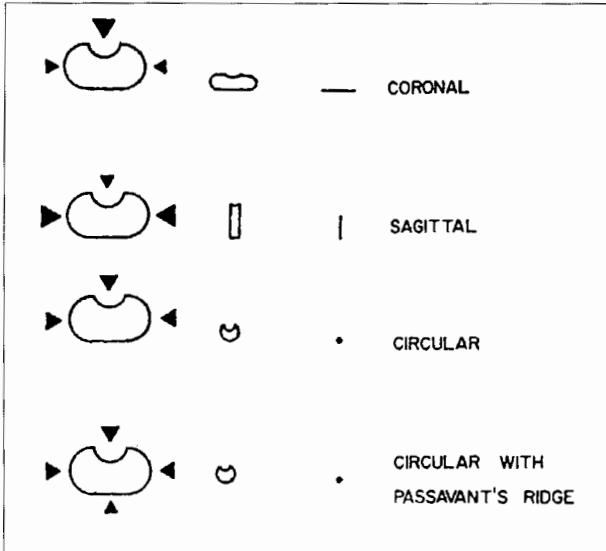 CORONAL
SAGITTAL
CIRCULAR
CIRCULAR WITH
PASSAVANT'S RIDGE